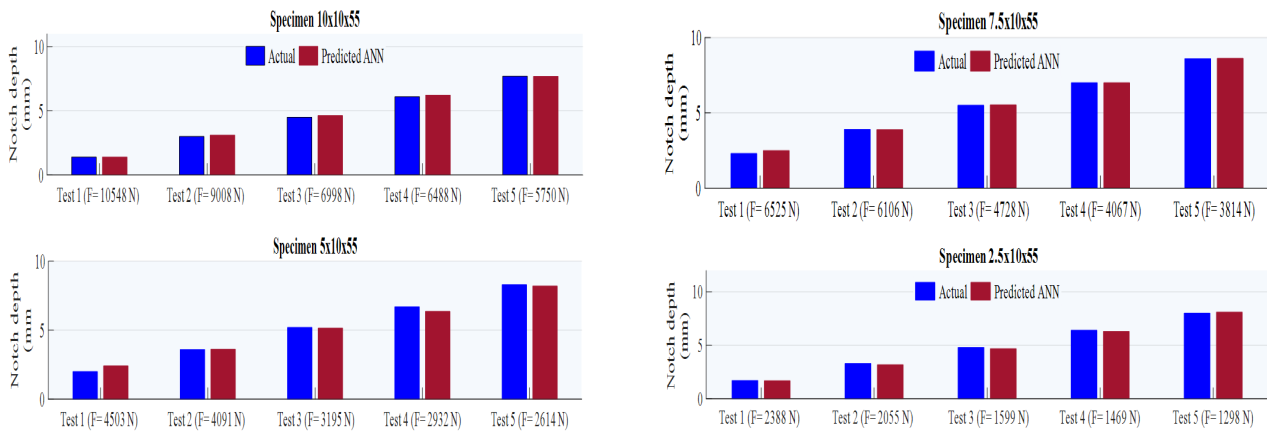 Specimen 10x10x55
Notch depth
(mm)
10
5
0
Actual Predicted ANN
Test 1 (F= 10548 N) Test 2 (F= 9008 N) Test 3 (F= 6998 N) Test 4 (F= 6488 N) Test 5 (F= 5750 N)
Specimen 7.5x10x55
Notch depth
(mm)
10
5
0
Actual Predicted ANN
Test 1 (F= 6525 N) Test 2 (F= 6106 N) Test 3 (F= 4728 N) Test 4 (F= 4067 N) Test 5 (F= 3814 N)
Specimen 5x10x55
Notch depth
(mm
10
5
0
Test 1 (F= 4503 N) Test 2 (F= 4091 N) Test 3 (F= 3195 N) Test 4 (F= 2932 N) Test 5 (F= 2614 N)
Specimen 2.5x10x55
Notch depth
(mm)
10
5
0
Actual Predicted ANN
Test 1 (F= 2388 N) Test 2 (F= 2055 N) Test 3 (F= 1599 N) Test 4 (F= 1469 N) Test 5 (F= 1298 N)